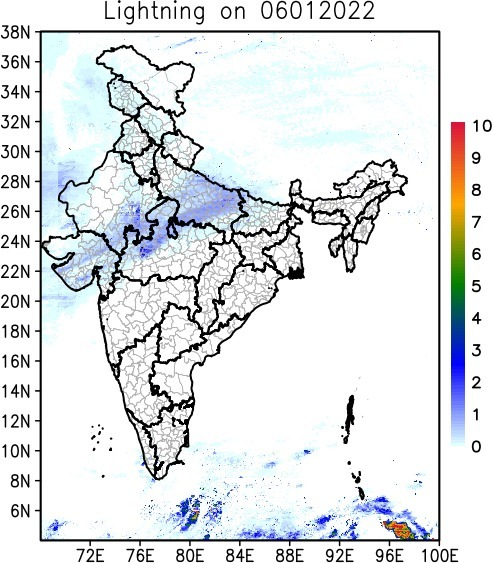 Lightning on 06012022
38N
36N
34N
32N
30N
28N
26N
24N
22N
20N
18N
16N
14N
12N
10N
8N
6N
72E 76E 80E 84E 88E 92E 96E 100E
10
9
8
7
6
5
4
3
2
1
0